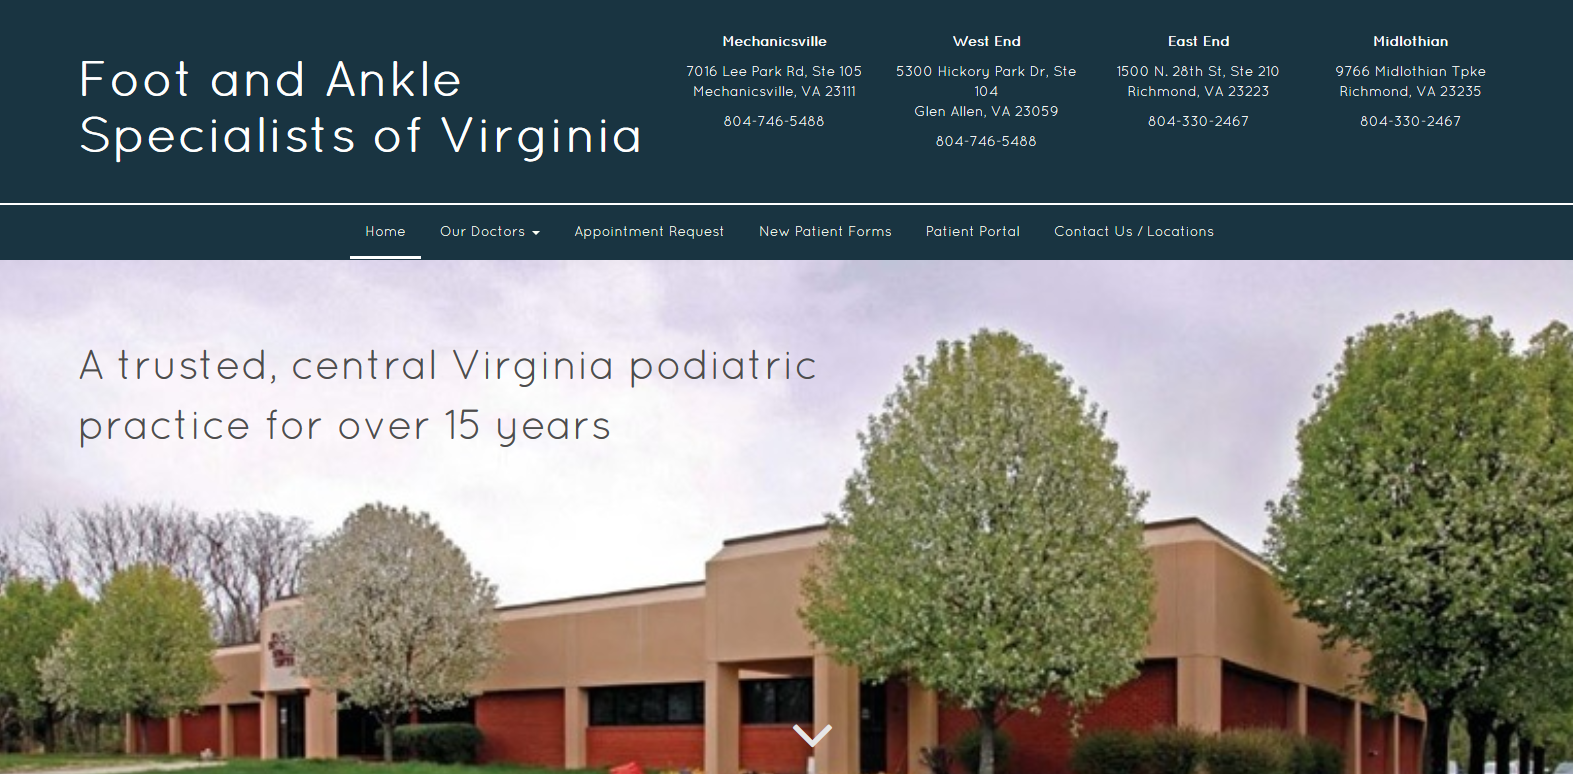 Foot and Ankle
Specialists of Virginia
Mechanicsville
7016 Lee Park Rd, Ste 105
Mechanicsville, VA 23111
804-746-5488
West End
5300 Hickory Park Dr, Ste
104
Glen Allen, VA 23059
804-746-5488
East End
1500 N. 28th St, Ste 210
Richmond, VA 23223
804-330-2467
Midlothian
9766 Midlothian Tpke
Richmond, VA 23235
804-330-2467
Home Our Doctors Appointment Request New Patient Forms Patient Portal Contact Us / Locations
A trusted, central Virginia podiatric
practice for over 15 years